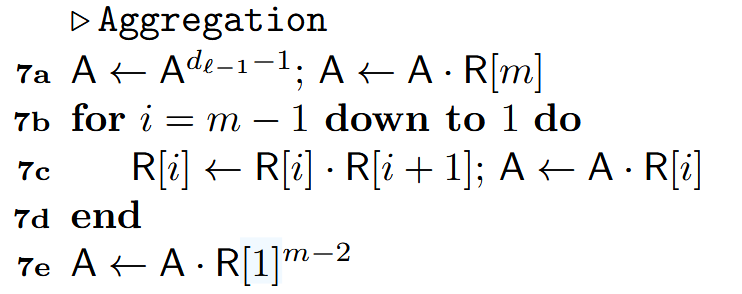 ▷ Aggregation
7a A ← A^{d_{ℓ−1}−1}; A ← A · R[m]
7b for i = m − 1 down to 1 do
7c R[i] ← R[i] · R[i + 1]; A ← A · R[i]
7d end
7e A ← A · R[1]^{m−2}